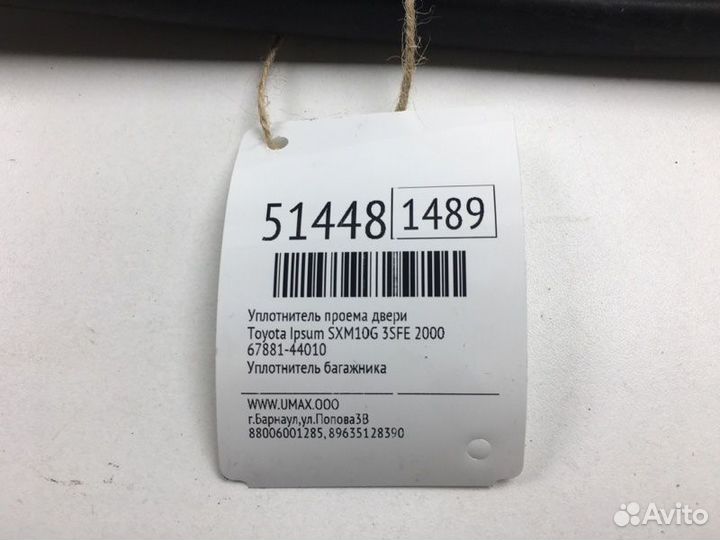 51448 1489
Уплотнитель проема двери
Toyota Ipsum SXM10G 3SFE 2000
67881-44010
Уплотнитель багажника
WWW.UMAX.OOO
г.Барнаул,ул.Попова3В
88006001285, 89635128390
Avito